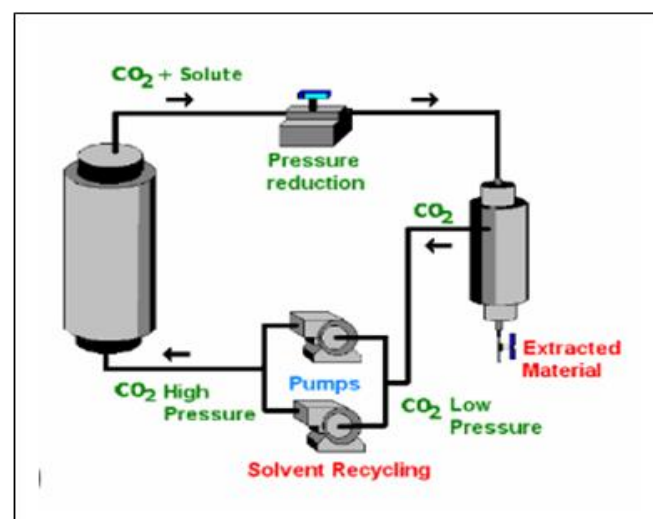 CO2 + Solute
Pressure
reduction
CO2
Extracted
Material
Pumps
CO2 High
Pressure
CO2 Low
Pressure
Solvent Recycling
)